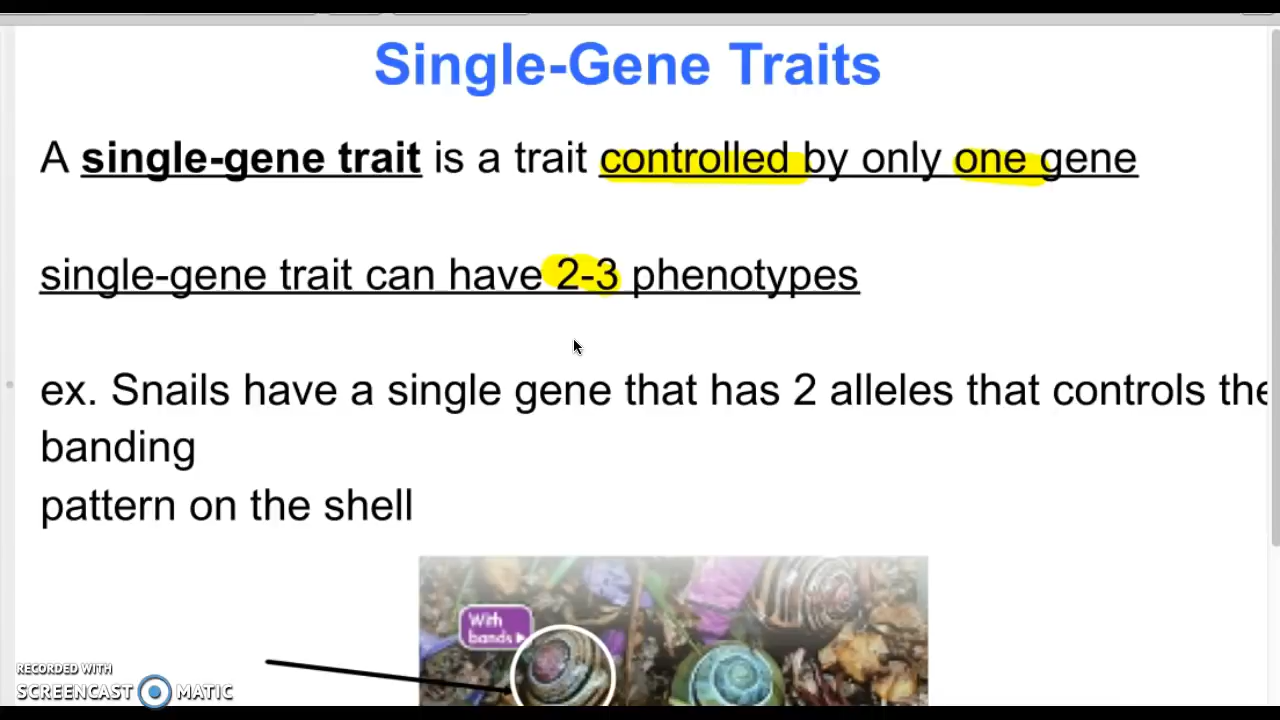 Single-Gene Traits
A single-gene trait is a trait controlled by only one gene
single-gene trait can have 2-3 phenotypes
ex. Snails have a single gene that has 2 alleles that controls the
banding
pattern on the shell
With
bands
RECORDED WITH
SCREENCAST MATIC